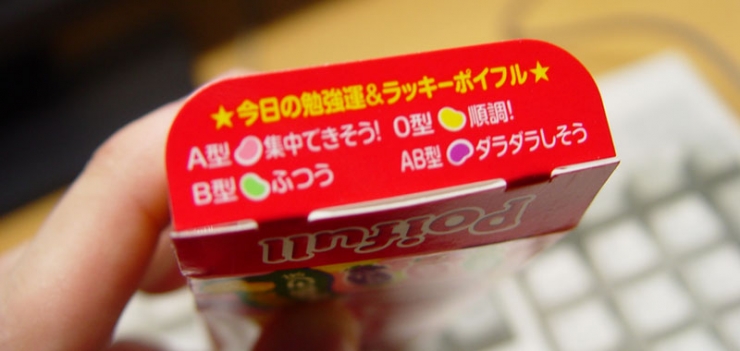 ★今日の勉強運&ラッキーポイフル★
A型 集中できそう! O型 順調!
B型 ふつう AB型 ダラダラしそう
Poifull